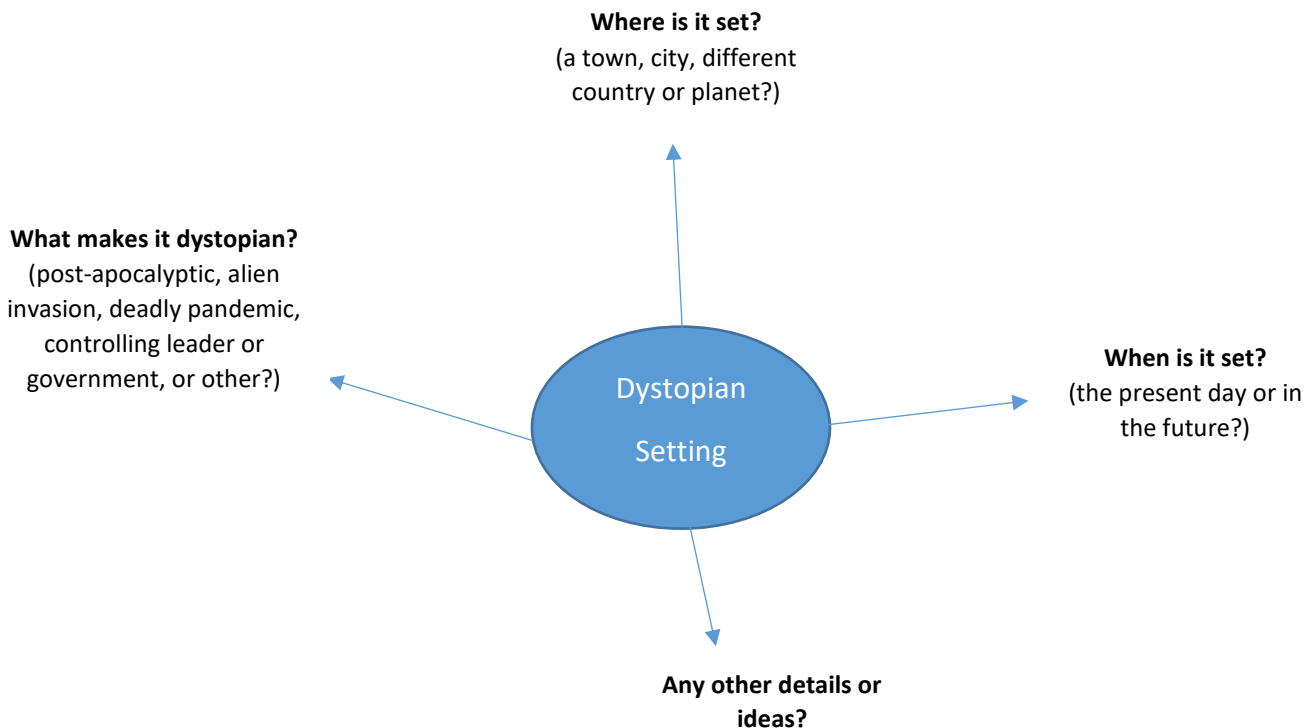 Where is it set?
(a town, city, different
country or planet?)
What makes it dystopian?
(post-apocalyptic, alien
invasion, deadly pandemic,
controlling leader or
government, or other?)
Dystopian
Setting
When is it set?
(the present day or in
the future?)
Any other details or
ideas?